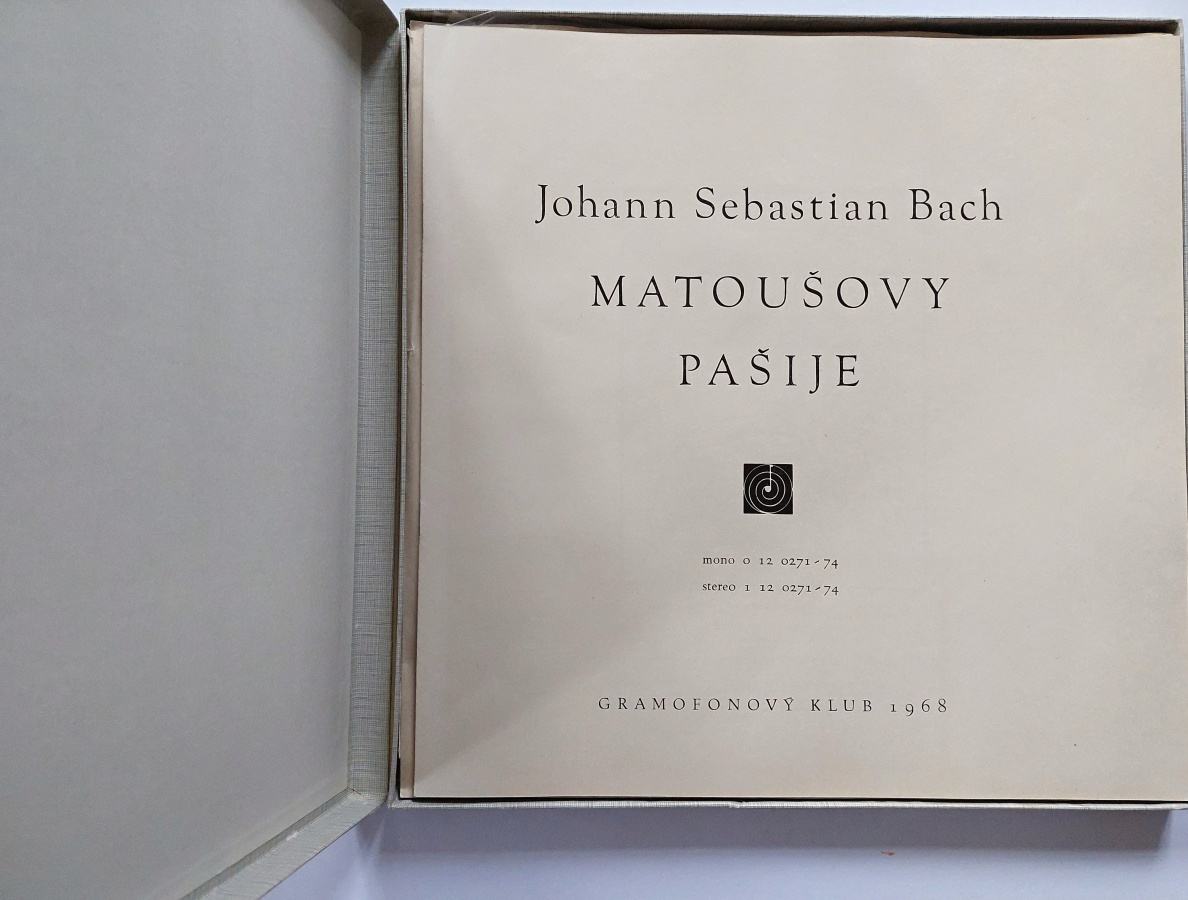 Johann Sebastian Bach
MATOUŠOVY
PAŠIJE
mono 0 12 0271-74
stereo 1 12 0271-74
GRAMOFONOVÝ KLUB 1968